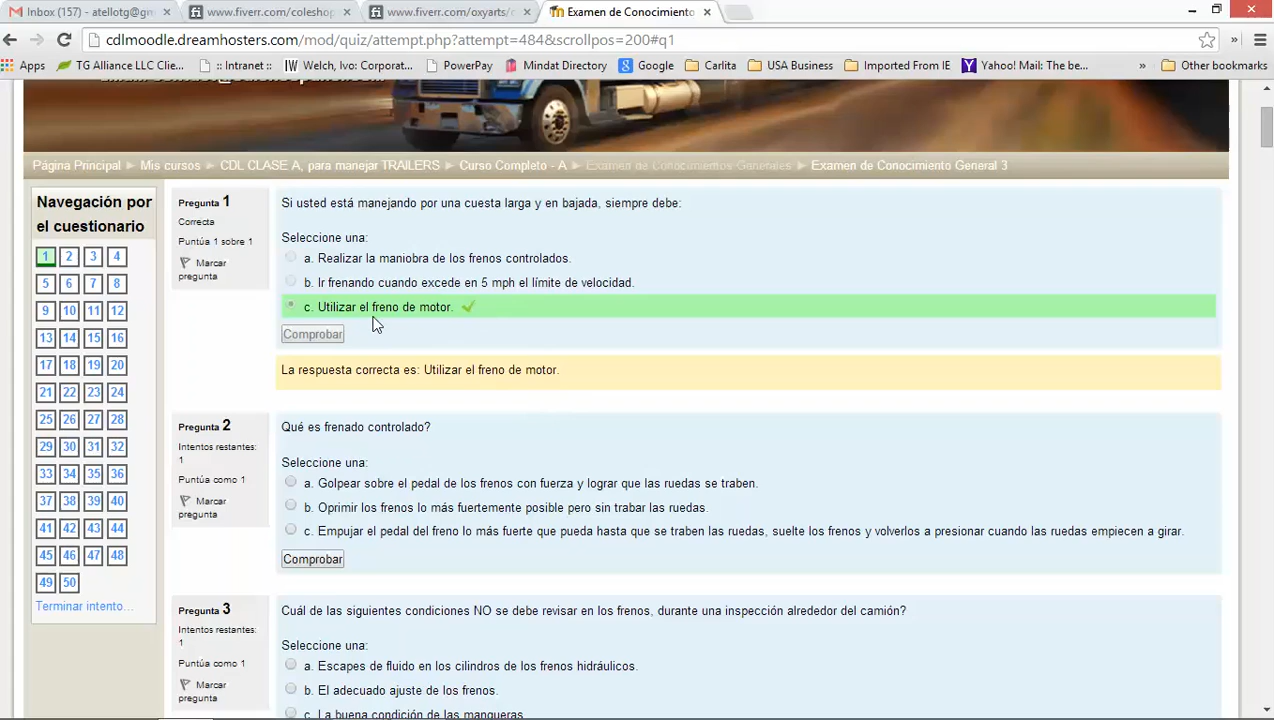 Inbox (157) - atellotg@gm
www.fiverr.com/coleshop
www.fiverr.com/oxyarts/c
Examen de Conocimiento
cdlmoodle.dreamhosters.com/mod/quiz/attempt.php?attempt=484&scrollpos=200#q1
Apps
TG Alliance LLC Clie...
:: Intranet ::
Welch, Ivo: Corporat...
PowerPay
Mindat Directory
Google
Carlita
USA Business
Imported From IE
Yahoo! Mail: The be...
»
Other bookmarks
Página Principal ► Mis cursos ► CDL CLASE A, para manejar TRAILERS ► Curso Completo - A ► Examen de Conocimientos Generales ► Examen de Conocimiento General 3
Navegación por
el cuestionario
1 2 3 4
5 6 7 8
9 10 11 12
13 14 15 16
17 18 19 20
21 22 23 24
25 26 27 28
29 30 31 32
33 34 35 36
37 38 39 40
41 42 43 44
45 46 47 48
49 50
Terminar intento...
Pregunta 1
Correcta
Puntúa 1 sobre 1
Marcar
pregunta
Si usted está manejando por una cuesta larga y en bajada, siempre debe:
Seleccione una:
a. Realizar la maniobra de los frenos controlados.
b. Ir frenando cuando excede en 5 mph el límite de velocidad.
c. Utilizar el freno de motor.
Comprobar
La respuesta correcta es: Utilizar el freno de motor.
Pregunta 2
Intentos restantes:
1
Puntúa como 1
Marcar
pregunta
Qué es frenado controlado?
Seleccione una:
a. Golpear sobre el pedal de los frenos con fuerza y lograr que las ruedas se traben.
b. Oprimir los frenos lo más fuertemente posible pero sin trabar las ruedas.
c. Empujar el pedal del freno lo más fuerte que pueda hasta que se traben las ruedas, suelte los frenos y volverlos a presionar cuando las ruedas empiecen a girar.
Comprobar
Pregunta 3
Intentos restantes:
1
Puntúa como 1
Marcar
pregunta
Cuál de las siguientes condiciones NO se debe revisar en los frenos, durante una inspección alrededor del camión?
Seleccione una:
a. Escapes de fluido en los cilindros de los frenos hidráulicos.
b. El adecuado ajuste de los frenos.
c. La buena condición de las mangueras